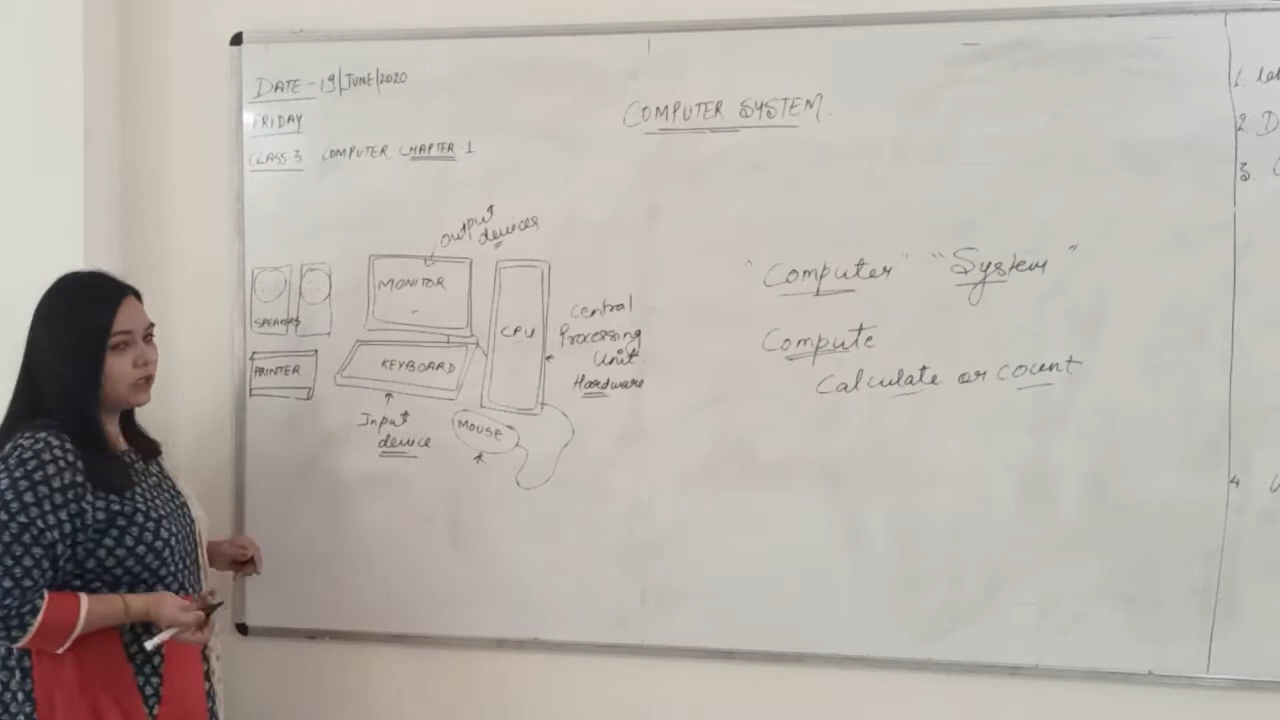 DATE - 19|JUNE|2020
FRIDAY
CLASS-3 COMPUTER CHAPTER-1
COMPUTER SYSTEM.
Output
devices
SPEAKERS
MONITOR
CPU
PRINTER
KEYBOARD
Input
device
MOUSE
Central
Processing
Unit
Hardware
"Computer" "System"
Compute
Calculate or count
1.
2. D
3.
4